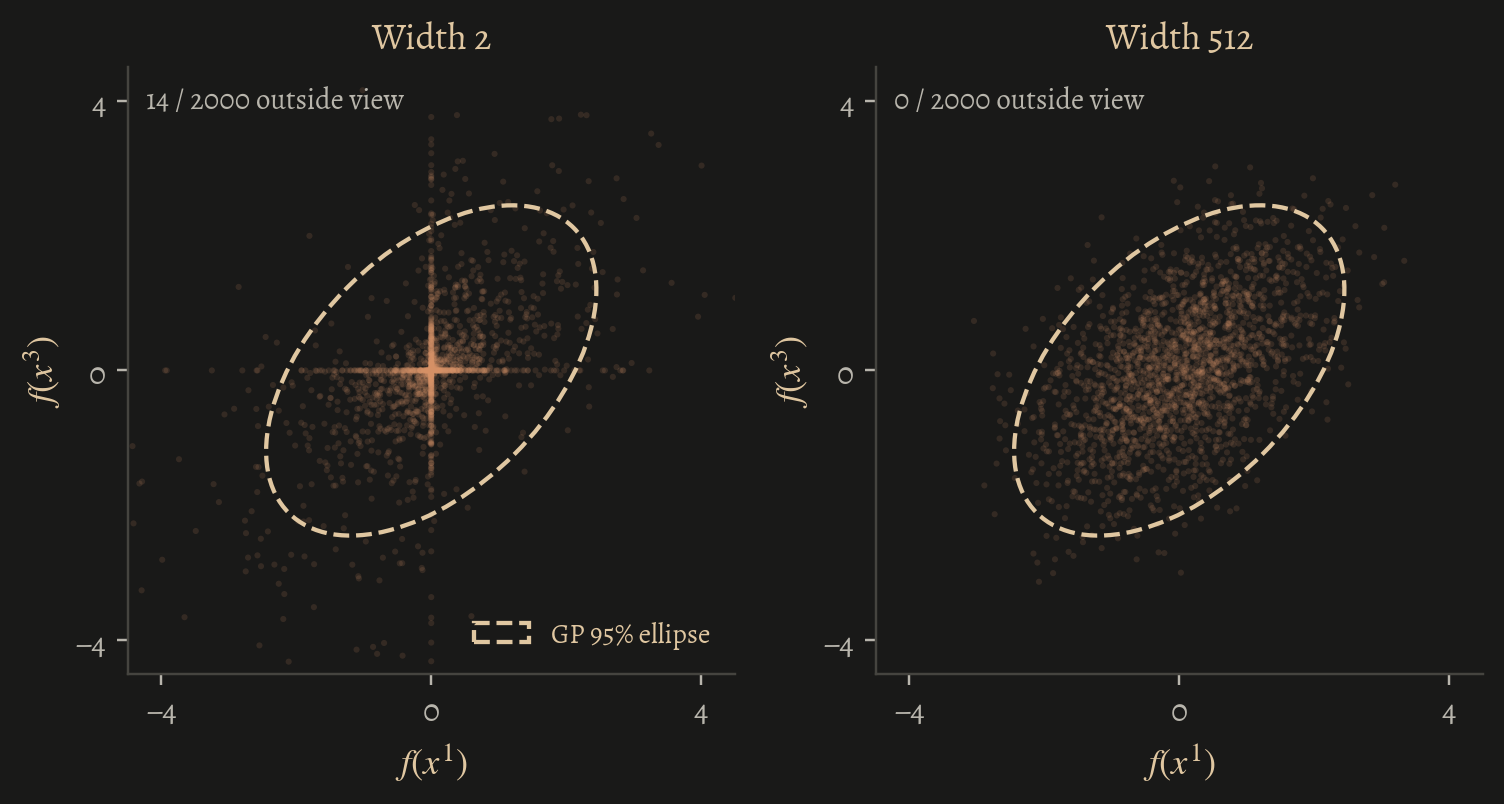 Width 2
14 / 2000 outside view
4
0
−4
f(x³)
GP 95% ellipse
−4 0 4
f(x¹)
Width 512
0 / 2000 outside view
4
0
−4
f(x³)
−4 0 4
f(x¹)